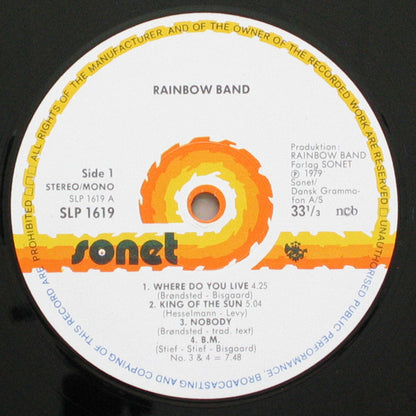 ALL RIGHTS OF THE MANUFACTURER AND OF THE OWNER OF THE RECORDED WORK ARE RESERVED
UNAUTHORISED PUBLIC PERFORMANCE, BROADCASTING AND COPYING OF THIS RECORD ARE PROHIBITED
RAINBOW BAND
Side 1
STEREO/MONO
SLP 1619 A
SLP 1619
Produktion:
RAINBOW BAND
Forlag SONET
Ⓟ 1979
Sonet/
Dansk Grammo-
fon A/S
33 1/3 ncb
sonet
1. WHERE DO YOU LIVE 4.25
(Brøndsted - Bisgaard)
2. KING OF THE SUN 5.04
(Hesselmann - Levy)
3. NOBODY
(Brøndsted - trad. text)
4. B.M.
(Stief - Stief - Bisgaard)
No. 3 & 4 = 7.48